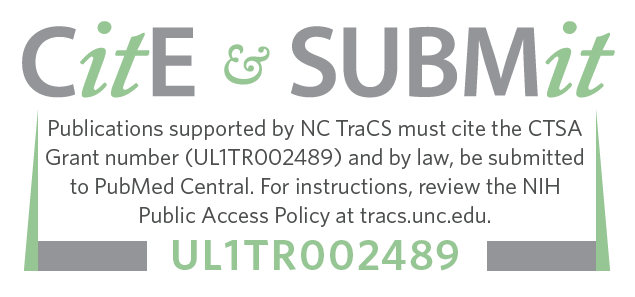 CitE & SUBMit
Publications supported by NC TraCS must cite the CTSA
Grant number (UL1TR002489) and by law, be submitted
to PubMed Central. For instructions, review the NIH
Public Access Policy at tracs.unc.edu.
UL1TR002489